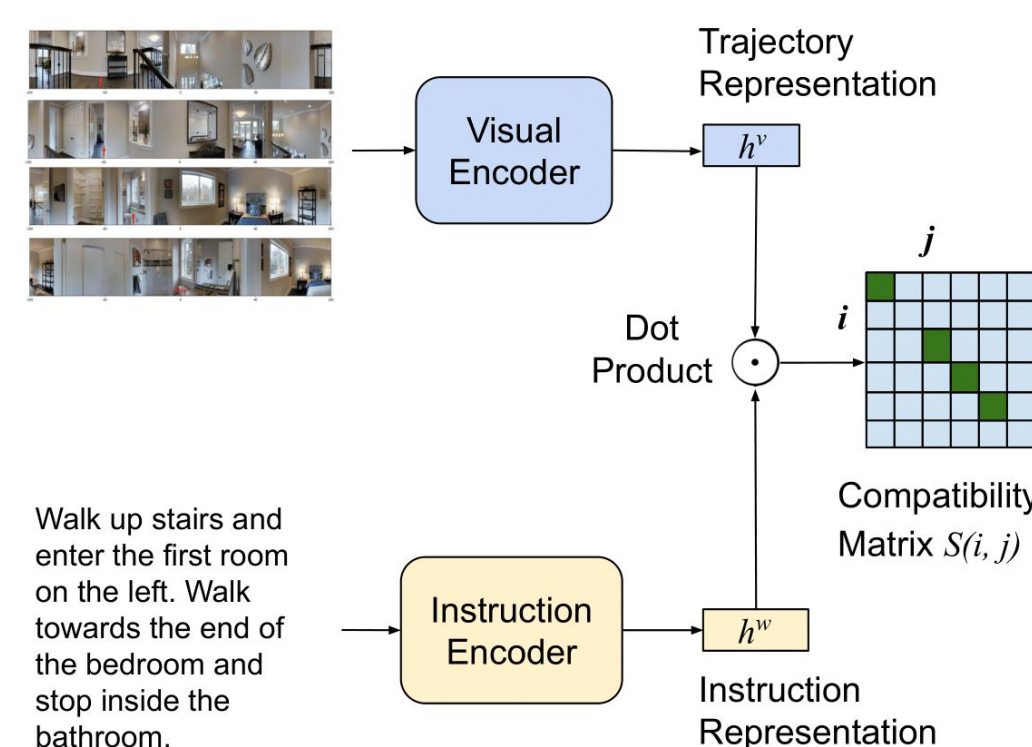 Trajectory
Representation
Visual
Encoder
h^v
j
i
Dot
Product
Compatibility
Matrix S(i, j)
Walk up stairs and
enter the first room
on the left. Walk
towards the end of
the bedroom and
stop inside the
bathroom.
Instruction
Encoder
h^w
Instruction
Representation